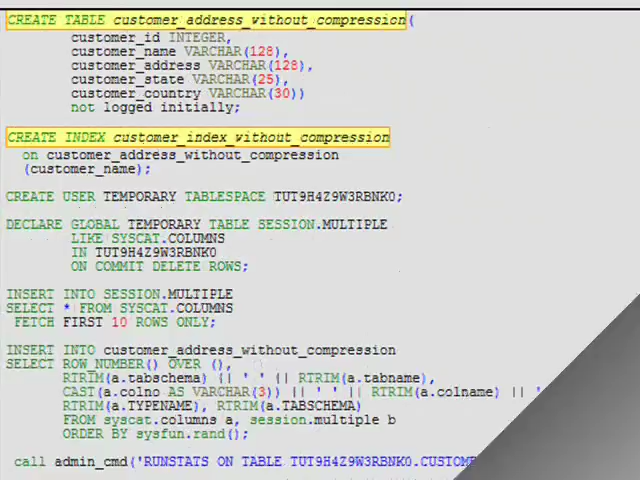 CREATE TABLE customer_address_without_compression(
customer_id INTEGER,
customer_name VARCHAR(128),
customer_address VARCHAR(128),
customer_state VARCHAR(25),
customer_country VARCHAR(30))
not logged initially;
CREATE INDEX customer_index_without_compression
on customer_address_without_compression
(customer_name);
CREATE USER TEMPORARY TABLESPACE TUT9H4Z9W3RBNK0;
DECLARE GLOBAL TEMPORARY TABLE SESSION.MULTIPLE
LIKE SYSCAT.COLUMNS
IN TUT9H4Z9W3RBNK0
ON COMMIT DELETE ROWS;
INSERT INTO SESSION.MULTIPLE
SELECT * FROM SYSCAT.COLUMNS
FETCH FIRST 10 ROWS ONLY;
INSERT INTO customer_address_without_compression
SELECT ROW_NUMBER() OVER (),
RTRIM(a.tabschema) || ' ' || RTRIM(a.tabname),
CAST(a.colno AS VARCHAR(3)) || ' ' || RTRIM(a.colname) || '
RTRIM(a.TYPENAME), RTRIM(a.TABSCHEMA)
FROM syscat.columns a, session.multiple b
ORDER BY sysfun.rand();
call admin_cmd('RUNSTATS ON TABLE TUT9H4Z9W3RBNK0.CUSTOME